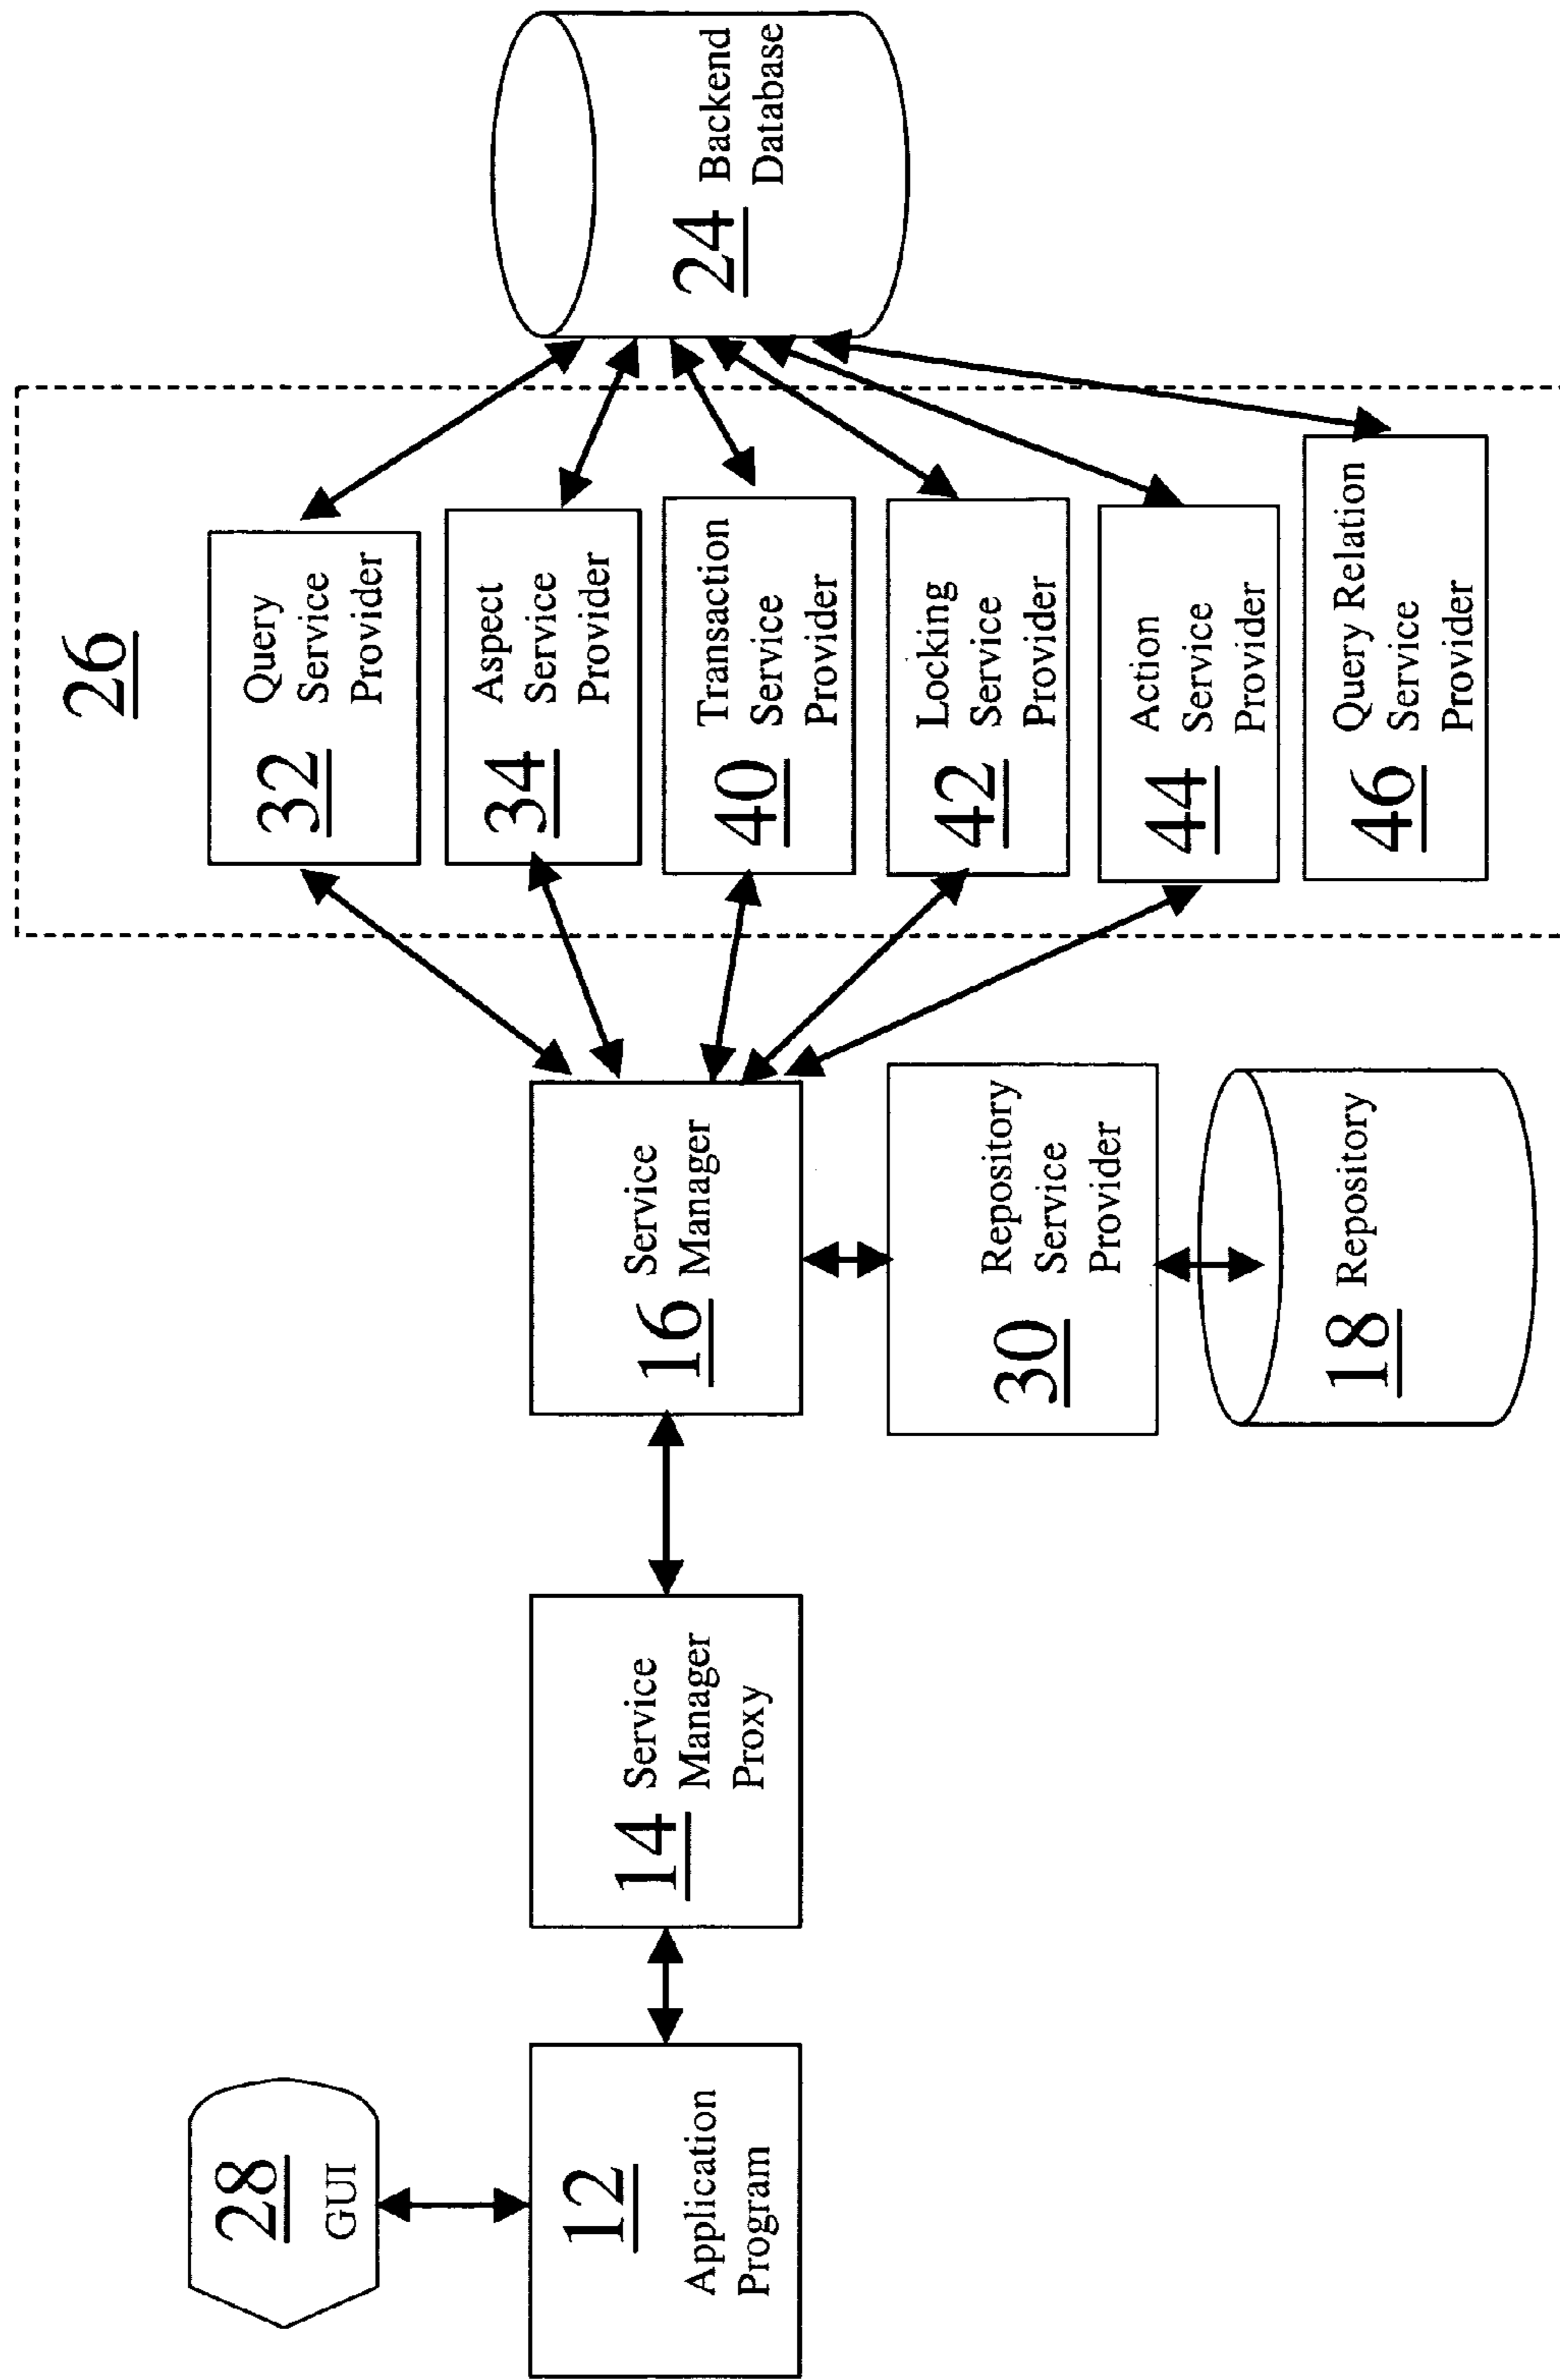 26
32 Query
Service
Provider
34 Aspect
Service
Provider
40 Transaction
Service
Provider
42 Locking
Service
Provider
44 Action
Service
Provider
46 Query Relation
Service
Provider
24 Backend
Database
28
GUI
12
Application
Program
14 Service
Manager
Proxy
16 Service
Manager
30 Repository
Service
Provider
18 Repository